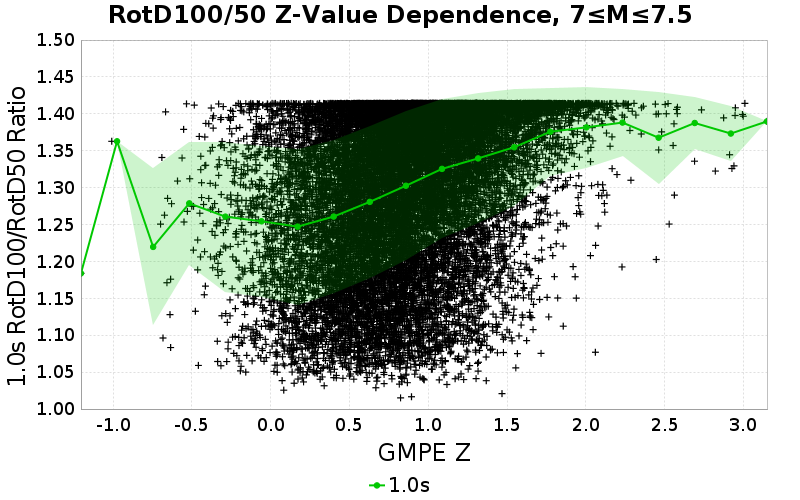 RotD100/50 Z-Value Dependence, 7≤M≤7.5
1.50
1.45
1.40
1.35
1.30
1.25
1.20
1.15
1.10
1.05
1.00
1.0s RotD100/RotD50 Ratio
-1.0 -0.5 0.0 0.5 1.0 1.5 2.0 2.5 3.0
GMPE Z
1.0s